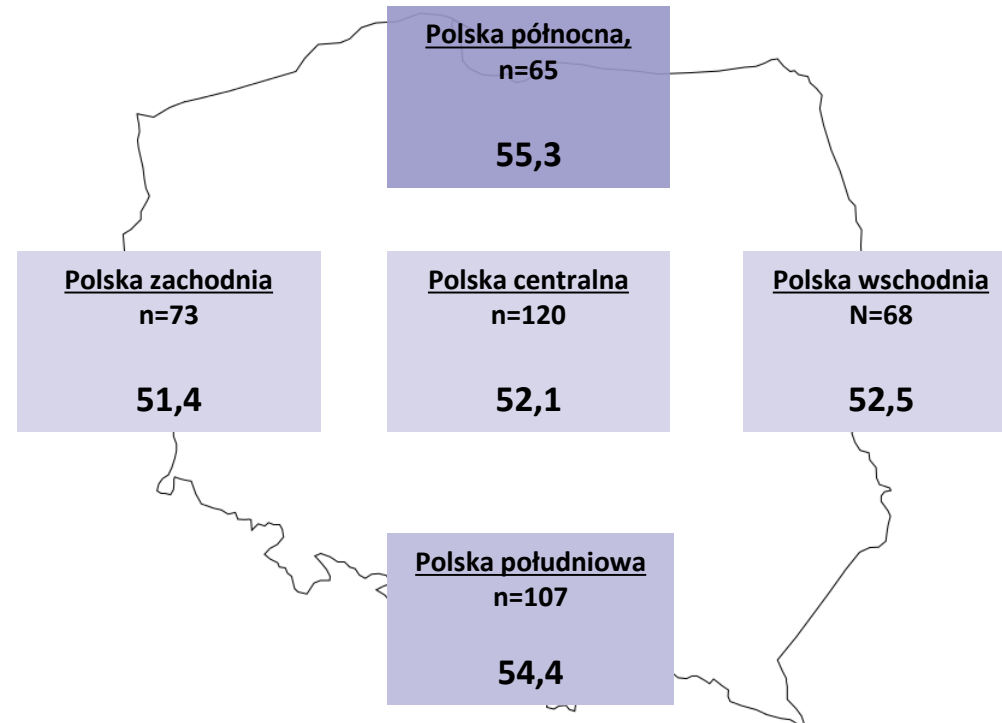 Polska północna,
n=65
55,3
Polska zachodnia
n=73
51,4
Polska centralna
n=120
52,1
Polska wschodnia
N=68
52,5
Polska południowa
n=107
54,4